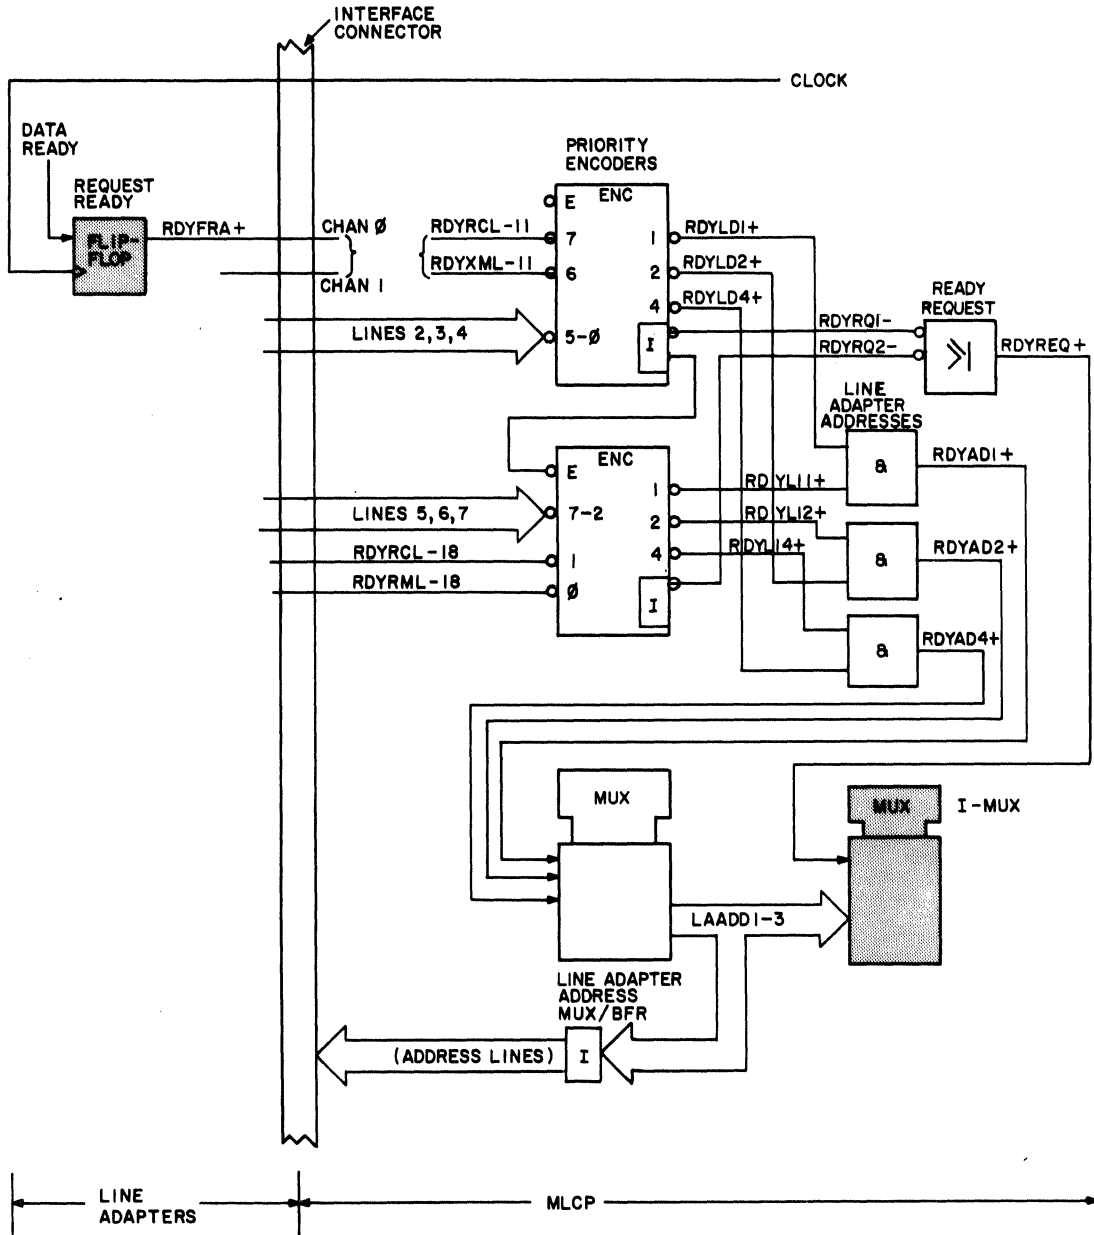 INTERFACE
CONNECTOR
CLOCK
DATA
READY
REQUEST
READY
FLIP-
FLOP
RDYFRA+
CHAN Ø
CHAN 1
LINES 2,3,4
RDYRCL-11
RDYXML-11
PRIORITY
ENCODERS
ENC
E
7
6
5-Ø
1
2
4
I
RDYLD1+
RDYLD2+
RDYLD4+
RDYRQ1-
RDYRQ2-
READY
REQUEST
≥1
RDYREQ+
LINE
ADAPTER
ADDRESSES
&
RDYAD1+
&
RDYAD2+
&
RDYAD4+
LINES 5,6,7
RDYRCL-18
RDYRML-18
ENC
E
7-2
1
Ø
1
2
4
I
RDYL11+
RDYL12+
RDYL14+
MUX
MUX
I-MUX
LAADD1-3
LINE ADAPTER
ADDRESS
MUX/BFR
(ADDRESS LINES)
I
LINE
ADAPTERS
MLCP